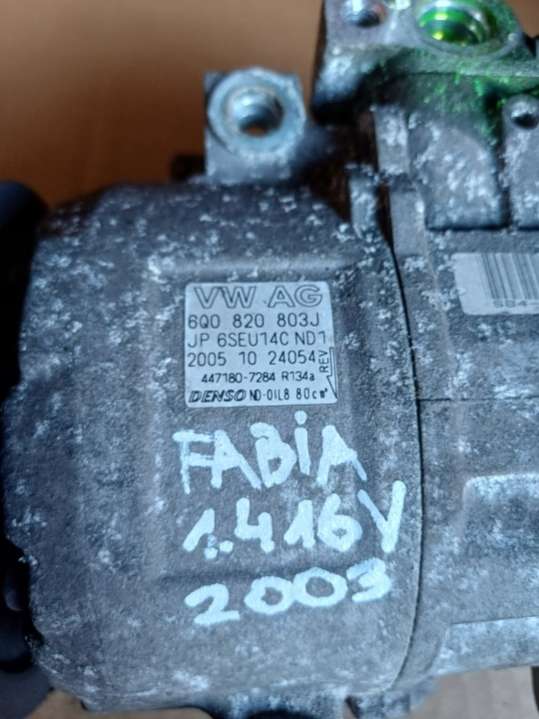 VW AG
6Q0 820 803J
JP 6SEU14C ND1
2005 10 24054
REV
447180-7284 R134a
DENSO ND-OIL8 80cm³
FABiA
1.4 16V
2003